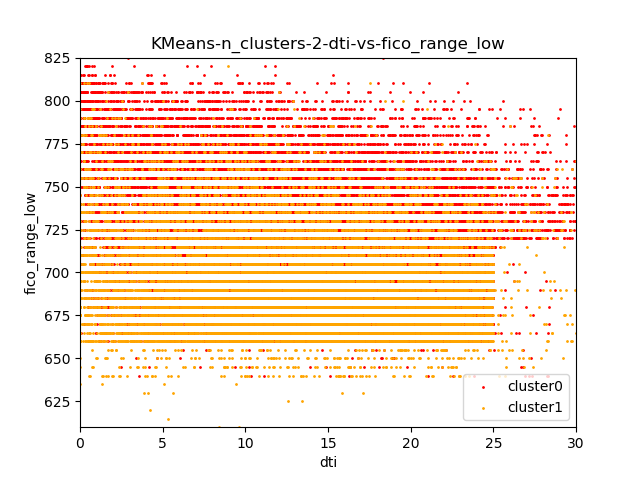 KMeans-n_clusters-2-dti-vs-fico_range_low
825
800
775
750
725
700
675
650
625
fico_range_low
cluster0
cluster1
0 5 10 15 20 25 30
dti